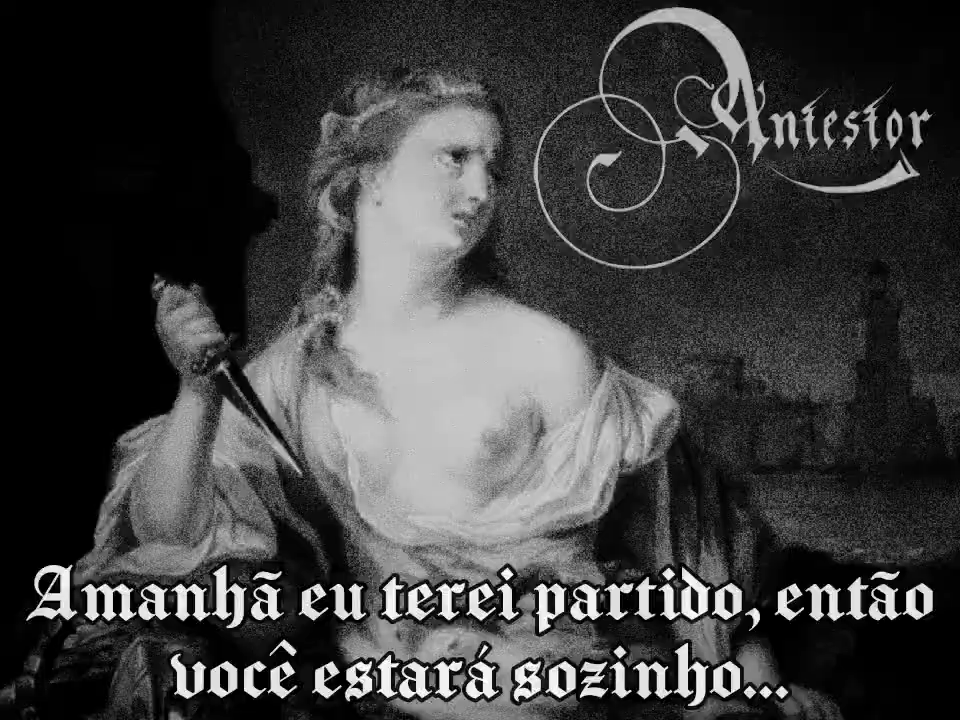 Antestor
Amanhã eu terei partido, então
você estará sozinho...